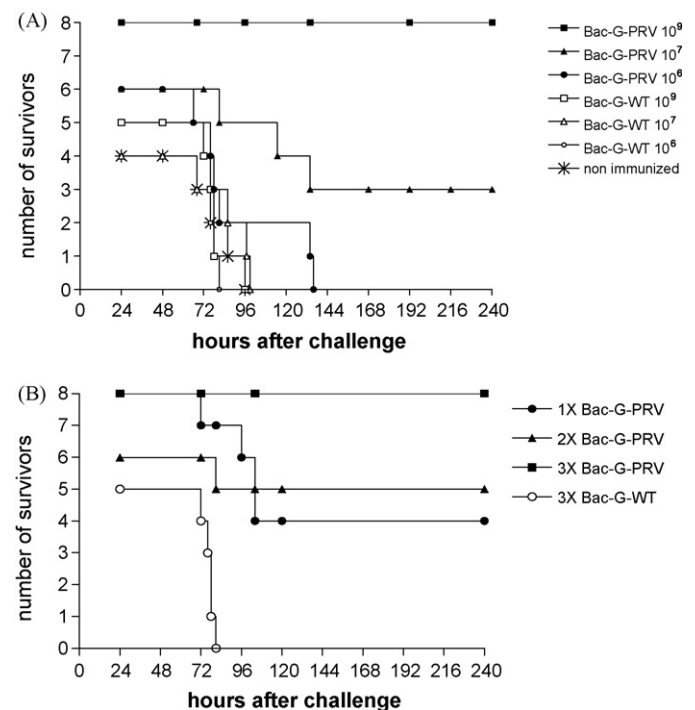 (A)
8
7
6
5
4
3
2
1
0
number of survivors
0 24 48 72 96 120 144 168 192 216 240
hours after challenge
Bac-G-PRV 10⁹
Bac-G-PRV 10⁷
Bac-G-PRV 10⁶
Bac-G-WT 10⁹
Bac-G-WT 10⁷
Bac-G-WT 10⁶
non immunized
(B)
8
7
6
5
4
3
2
1
0
number of survivors
0 24 48 72 96 120 144 168 192 216 240
hours after challenge
1X Bac-G-PRV
2X Bac-G-PRV
3X Bac-G-PRV
3X Bac-G-WT